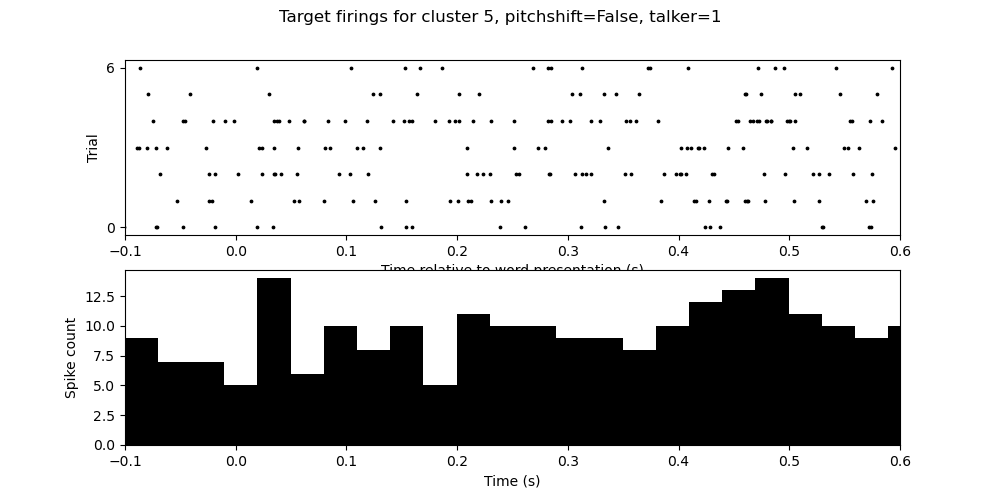 Target firings for cluster 5, pitchshift=False, talker=1
6
Trial
0
−0.1 0.0 0.1 0.2 0.3 0.4 0.5 0.6
Time relative to word presentation (s)
12.5
10.0
7.5
5.0
2.5
0.0
Spike count
−0.1 0.0 0.1 0.2 0.3 0.4 0.5 0.6
Time (s)